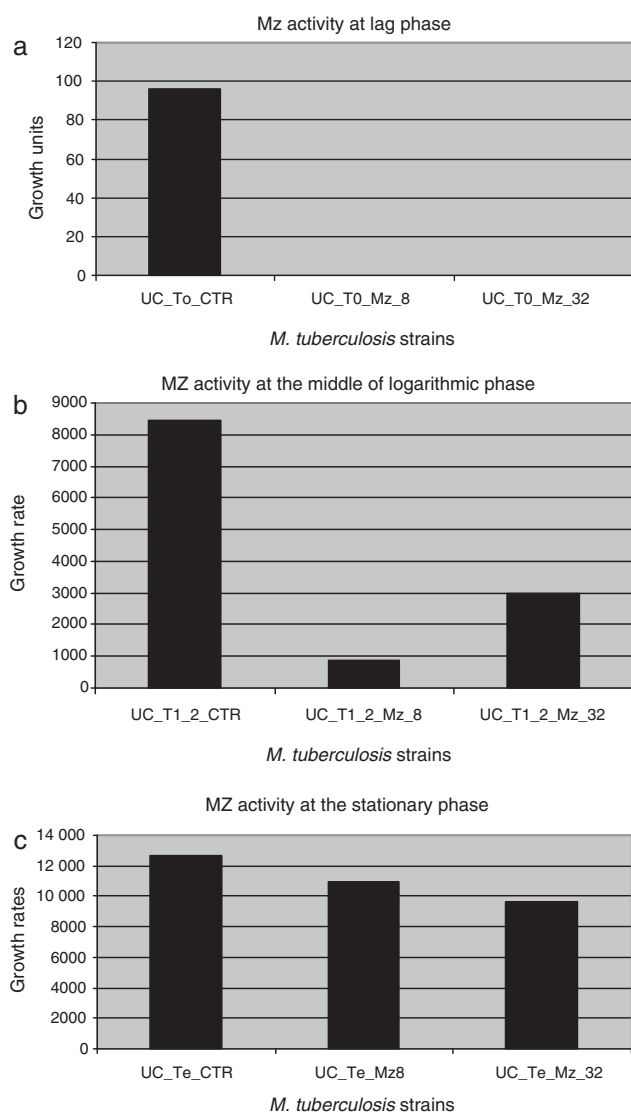 a
Mz activity at lag phase
120
100
80
60
40
20
0
Growth units
UC_To_CTR UC_T0_Mz_8 UC_T0_Mz_32
M. tuberculosis strains
b
MZ activity at the middle of logarithmic phase
9000
8000
7000
6000
5000
4000
3000
2000
1000
0
Growth rate
UC_T1_2_CTR UC_T1_2_Mz_8 UC_T1_2_Mz_32
M. tuberculosis strains
c
MZ activity at the stationary phase
14 000
12 000
10 000
8000
6000
4000
2000
0
Growth rates
UC_Te_CTR UC_Te_Mz8 UC_Te_Mz_32
M. tuberculosis strains